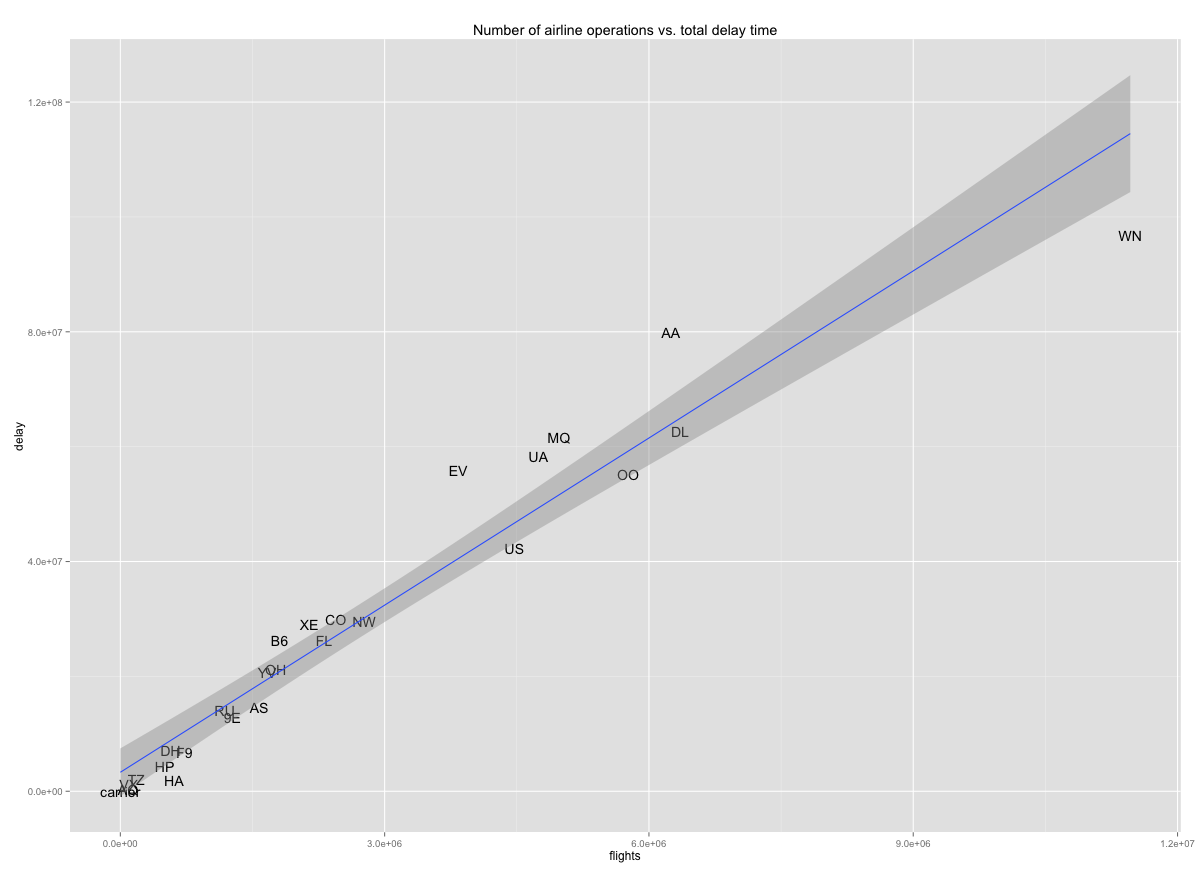 Number of airline operations vs. total delay time
1.2e+08
WN
8.0e+07
AA
DL
MQ
UA
EV
OO
US
4.0e+07
CO
NW
XE
B6
FL
OH
YV
AS
RU
9E
DH
F9
HP
HA
TZ
VX
AQ
carrier
0.0e+00
delay
0.0e+00 3.0e+06 6.0e+06 9.0e+06 1.2e+07
flights